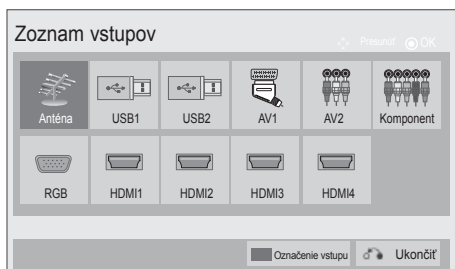 Zoznam vstupov
Presunúť OK
Anténa USB1 USB2 AV1 AV2 Komponent
RGB HDMI1 HDMI2 HDMI3 HDMI4
Označenie vstupu Ukončiť